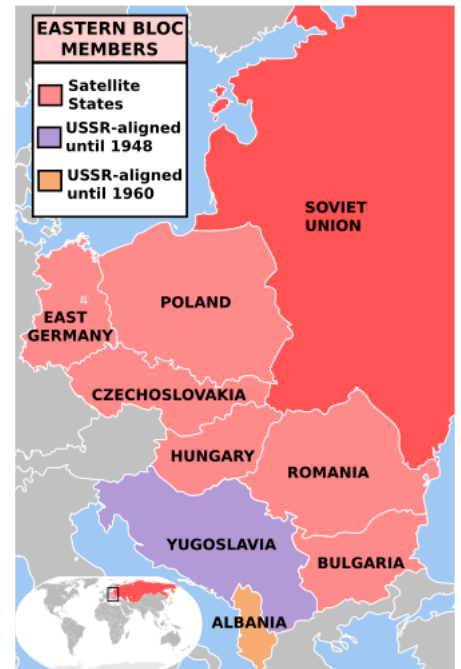 EASTERN BLOC
MEMBERS
Satellite
States
USSR-aligned
until 1948
USSR-aligned
until 1960
SOVIET
UNION
POLAND
EAST
GERMANY
CZECHOSLOVAKIA
HUNGARY
ROMANIA
YUGOSLAVIA
BULGARIA
ALBANIA